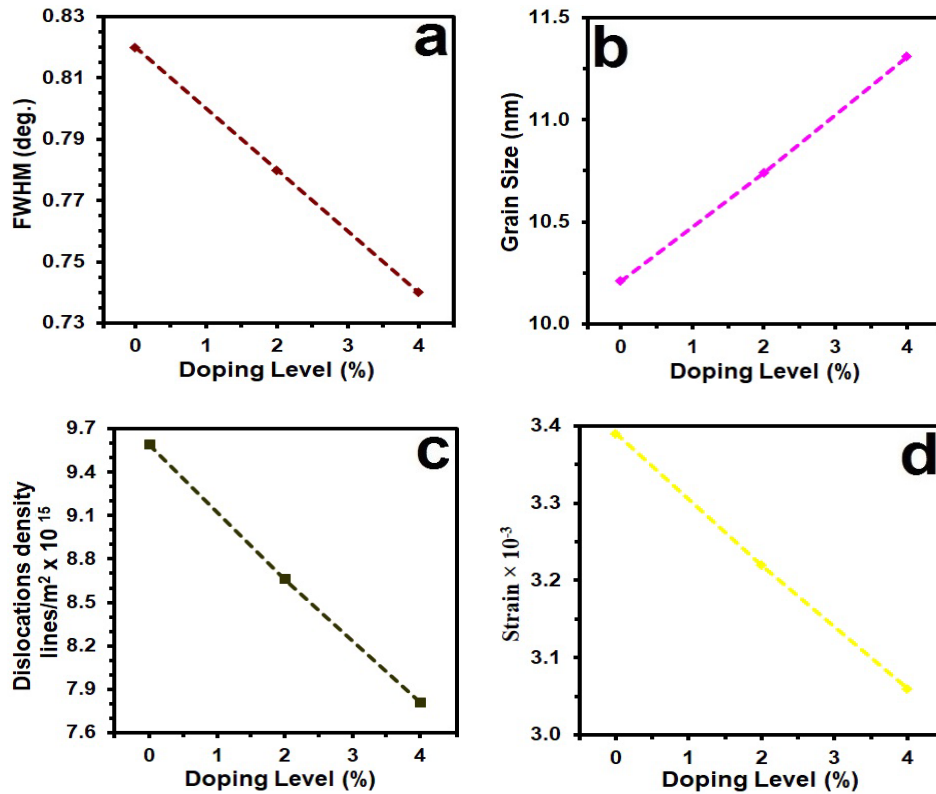 a
0.83
0.81
0.79
0.77
0.75
0.73
FWHM (deg.)
0 1 2 3 4
Doping Level (%)
b
11.5
11.0
10.5
10.0
Grain Size (nm)
0 1 2 3 4
Doping Level (%)
c
9.7
9.4
9.1
8.8
8.5
8.2
7.9
7.6
Dislocations density
lines/m² x 10 ¹⁵
0 1 2 3 4
Doping Level (%)
d
3.4
3.3
3.2
3.1
3.0
Strain × 10⁻³
0 1 2 3 4
Doping Level (%)